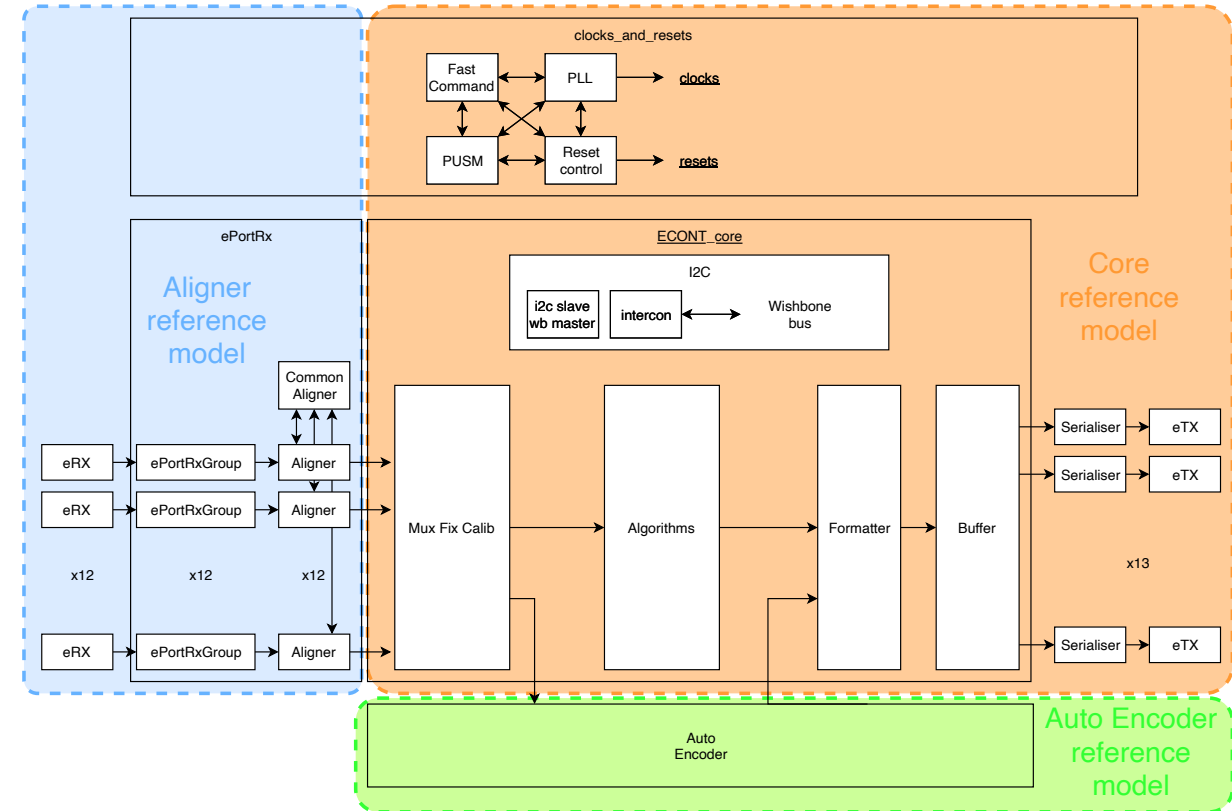 clocks_and_resets
Fast
Command
PLL
clocks
PUSM
Reset
control
resets
ePortRx
ECONT_core
Aligner
reference
model
I2C
i2c slave
wb master
intercon
Wishbone
bus
Core
reference
model
Common
Aligner
eRX
ePortRxGroup
Aligner
eRX
ePortRxGroup
Aligner
x12
x12
x12
eRX
ePortRxGroup
Aligner
Mux Fix Calib
Algorithms
Formatter
Buffer
Serialiser
eTX
Serialiser
eTX
x13
Serialiser
eTX
Auto
Encoder
Auto Encoder
reference
model